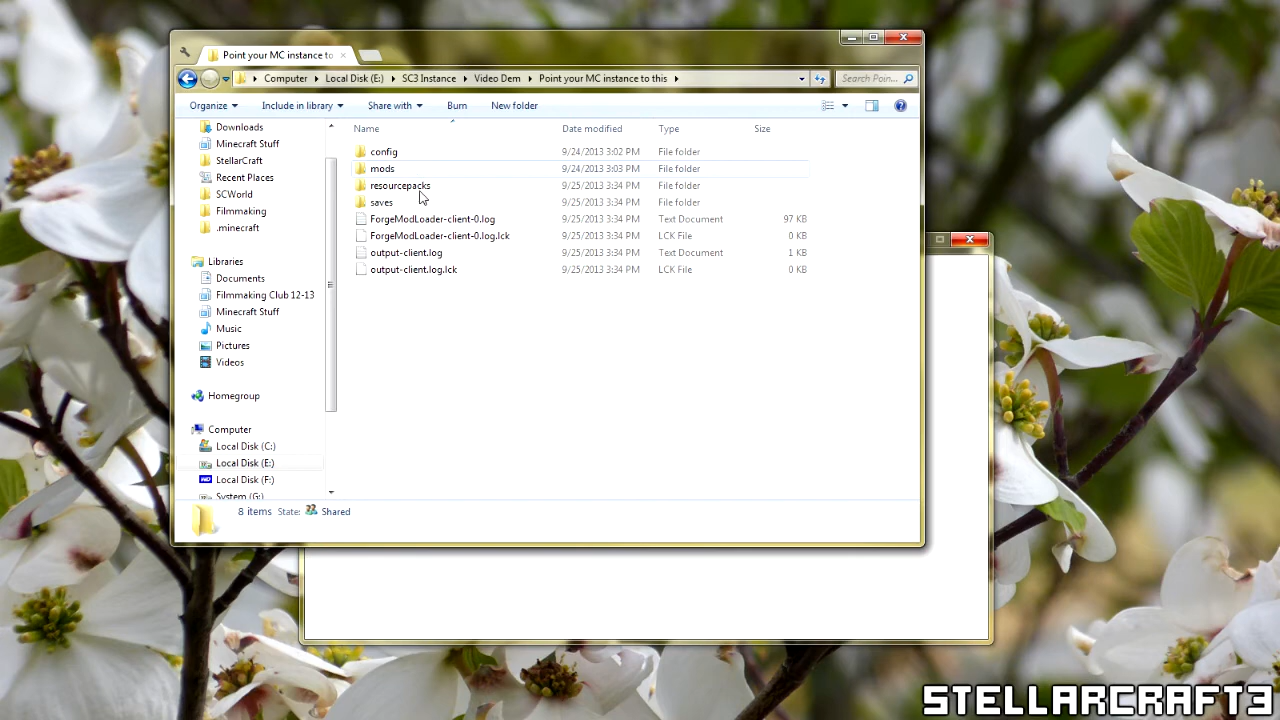 Point your MC instance to
Computer Local Disk (E:) SC3 Instance Video Dem Point your MC instance to this
Search Poin...
Organize Include in library Share with Burn New folder
Downloads
Minecraft Stuff
StellarCraft
Recent Places
SCWorld
Filmmaking
.minecraft
Libraries
Documents
Filmmaking Club 12-13
Minecraft Stuff
Music
Pictures
Videos
Homegroup
Computer
Local Disk (C:)
Local Disk (E:)
Local Disk (F:)
System (G:)
Name Date modified Type Size
config 9/24/2013 3:02 PM File folder
mods 9/24/2013 3:03 PM File folder
resourcepacks 9/25/2013 3:34 PM File folder
saves 9/25/2013 3:34 PM File folder
ForgeModLoader-client-0.log 9/25/2013 3:34 PM Text Document 97 KB
ForgeModLoader-client-0.log.lck 9/25/2013 3:34 PM LCK File 0 KB
output-client.log 9/25/2013 3:34 PM Text Document 1 KB
output-client.log.lck 9/25/2013 3:34 PM LCK File 0 KB
8 items State: Shared
STELLARCRAFT3